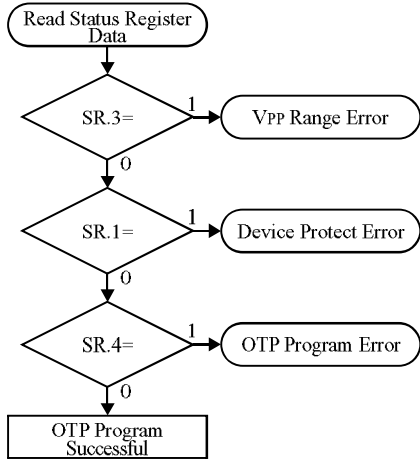 Read Status Register
Data
SR.3=
1
VPP Range Error
0
SR.1=
1
Device Protect Error
0
SR.4=
1
OTP Program Error
0
OTP Program
Successful